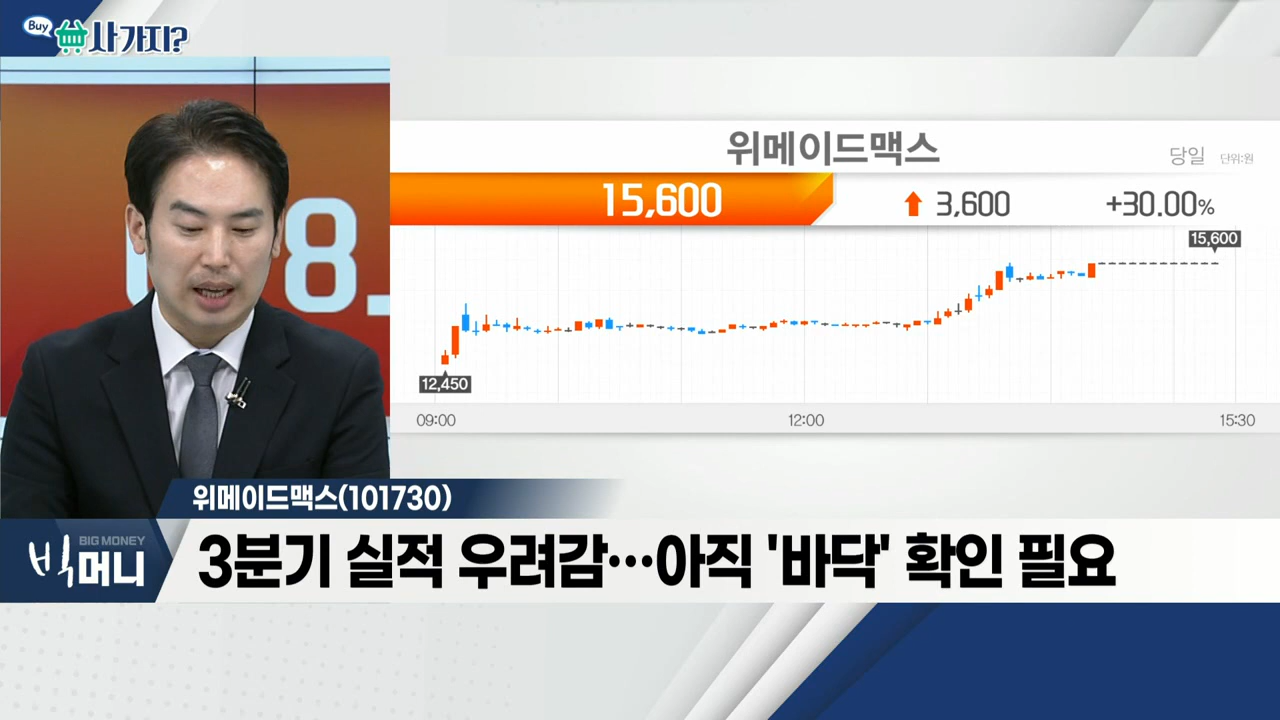 Buy
사가지?
위메이드맥스
당일 단위:원
15,600
3,600
+30.00%
15,600
12,450
09:00
12:00
15:30
8
위메이드맥스(101730)
BIG MONEY
빅머니
3분기 실적 우려감…아직 '바닥' 확인 필요